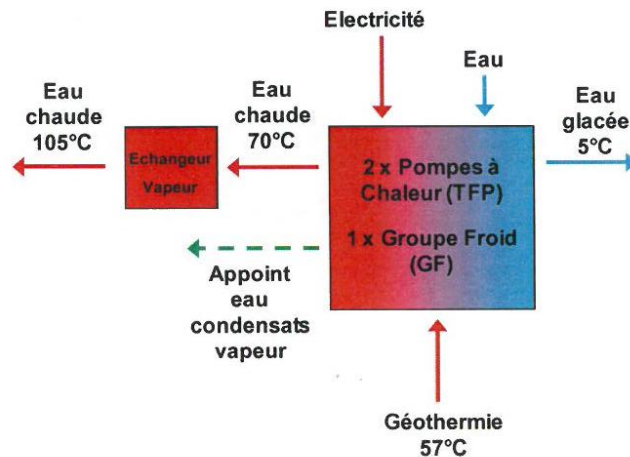 Electricité
Eau
Eau
chaude
105°C
Eau
chaude
70°C
Eau
glacée
5°C
Echangeur
Vapeur
2 x Pompes à
Chaleur (TFP)
1 x Groupe Froid
(GF)
Appoint
eau
condensats
vapeur
Géothermie
57°C